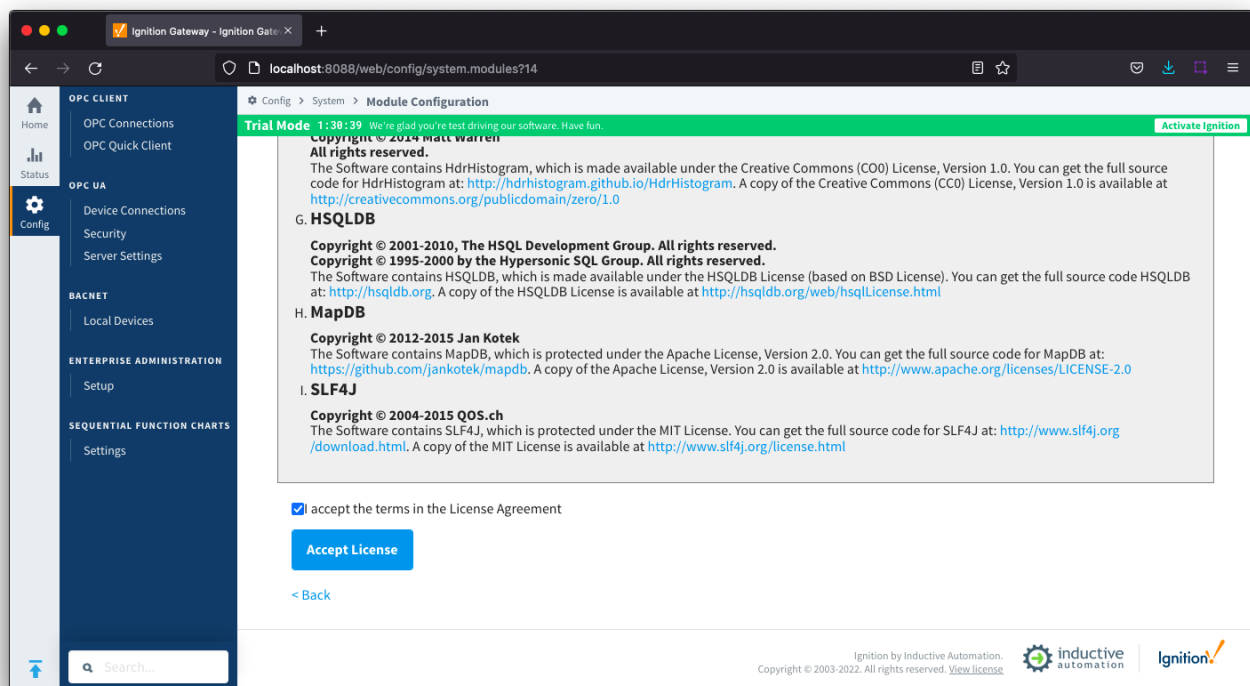 Ignition Gateway - Ignition Gate
localhost:8088/web/config/system.modules?14
Home
Status
Config
OPC CLIENT
OPC Connections
OPC Quick Client
OPC UA
Device Connections
Security
Server Settings
BACNET
Local Devices
ENTERPRISE ADMINISTRATION
Setup
SEQUENTIAL FUNCTION CHARTS
Settings
Search...
Config > System > Module Configuration
Trial Mode 1:30:39 We're glad you're test driving our software. Have fun.
Activate Ignition
Copyright © 2014 Matt Warren
All rights reserved.
The Software contains HdrHistogram, which is made available under the Creative Commons (CO0) License, Version 1.0. You can get the full source
code for HdrHistogram at: http://hdrhistogram.github.io/HdrHistogram. A copy of the Creative Commons (CC0) License, Version 1.0 is available at
http://creativecommons.org/publicdomain/zero/1.0
G. HSQLDB
Copyright © 2001-2010, The HSQL Development Group. All rights reserved.
Copyright © 1995-2000 by the Hypersonic SQL Group. All rights reserved.
The Software contains HSQLDB, which is made available under the HSQLDB License (based on BSD License). You can get the full source code HSQLDB
at: http://hsqldb.org. A copy of the HSQLDB License is available at http://hsqldb.org/web/hsqlLicense.html
H. MapDB
Copyright © 2012-2015 Jan Kotek
The Software contains MapDB, which is protected under the Apache License, Version 2.0. You can get the full source code for MapDB at:
https://github.com/jankotek/mapdb. A copy of the Apache License, Version 2.0 is available at http://www.apache.org/licenses/LICENSE-2.0
I. SLF4J
Copyright © 2004-2015 QOS.ch
The Software contains SLF4J, which is protected under the MIT License. You can get the full source code for SLF4J at: http://www.slf4j.org
/download.html. A copy of the MIT License is available at http://www.slf4j.org/license.html
I accept the terms in the License Agreement
Accept License
< Back
Ignition by Inductive Automation.
Copyright © 2003-2022. All rights reserved. View license
inductive
automation
Ignition